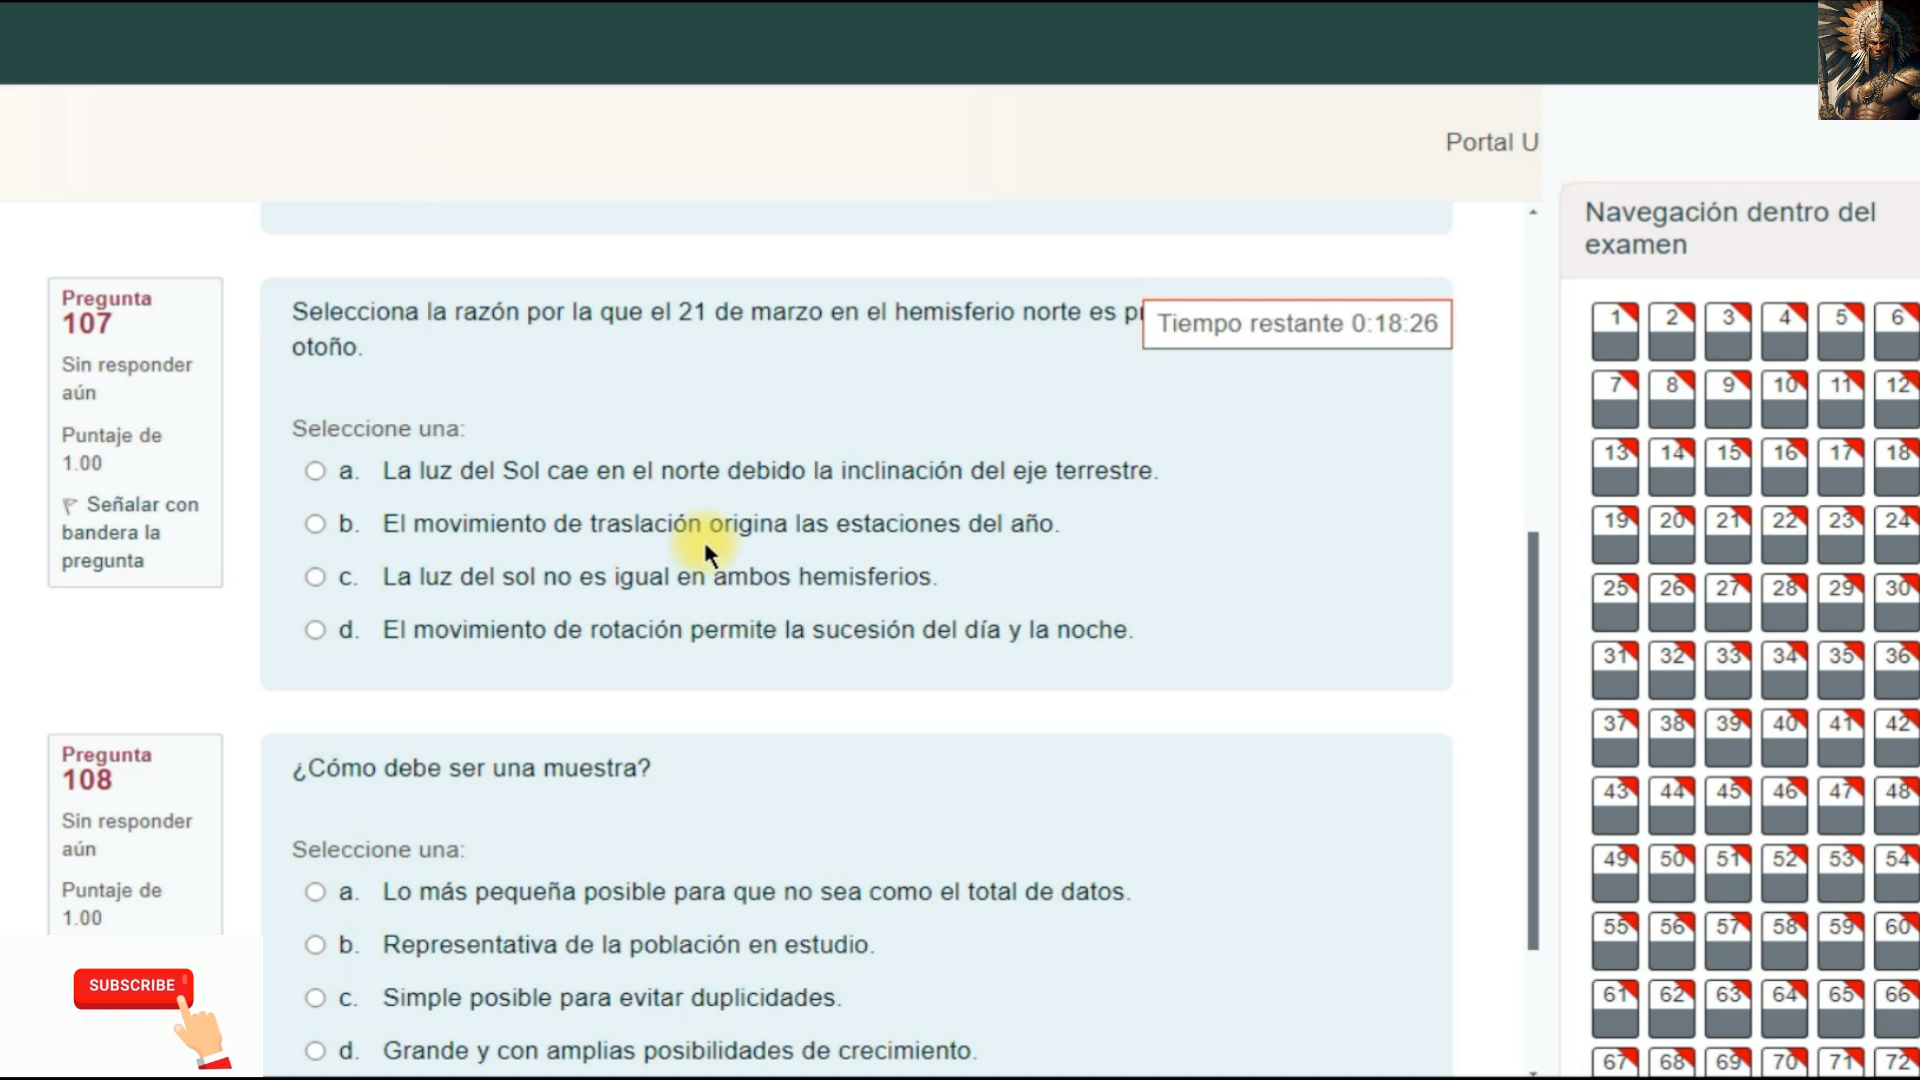 Portal U
Navegación dentro del
examen
Pregunta
107
Sin responder
aún
Puntaje de
1.00
Señalar con
bandera la
pregunta
Selecciona la razón por la que el 21 de marzo en el hemisferio norte es pr
otoño.
Tiempo restante 0:18:26
Seleccione una:
a. La luz del Sol cae en el norte debido la inclinación del eje terrestre.
b. El movimiento de traslación origina las estaciones del año.
c. La luz del sol no es igual en ambos hemisferios.
d. El movimiento de rotación permite la sucesión del día y la noche.
Pregunta
108
Sin responder
aún
Puntaje de
1.00
¿Cómo debe ser una muestra?
Seleccione una:
a. Lo más pequeña posible para que no sea como el total de datos.
b. Representativa de la población en estudio.
c. Simple posible para evitar duplicidades.
d. Grande y con amplias posibilidades de crecimiento.
SUBSCRIBE
1 2 3 4 5 6
7 8 9 10 11 12
13 14 15 16 17 18
19 20 21 22 23 24
25 26 27 28 29 30
31 32 33 34 35 36
37 38 39 40 41 42
43 44 45 46 47 48
49 50 51 52 53 54
55 56 57 58 59 60
61 62 63 64 65 66
67 68 69 70 71 72